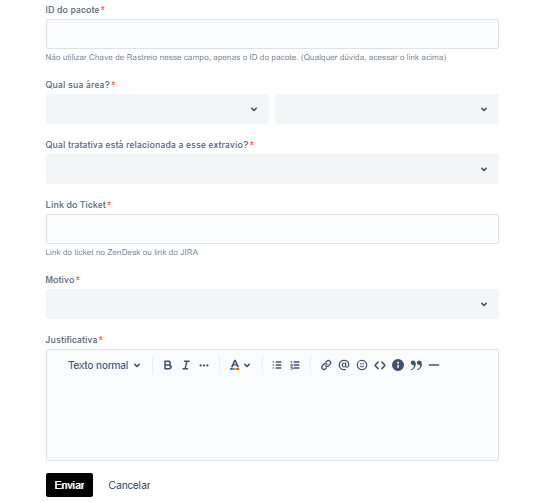 ID do pacote*
Não utilizar Chave de Rastreio nesse campo, apenas o ID do pacote. (Qualquer dúvida, acessar o link acima)
Qual sua área?*
Qual tratativa está relacionada a esse extravio?*
Link do Ticket*
Link do ticket no ZenDesk ou link do JIRA
Motivo*
Justificativa*
Texto normal B I ... A @ <> i ” —
Enviar Cancelar